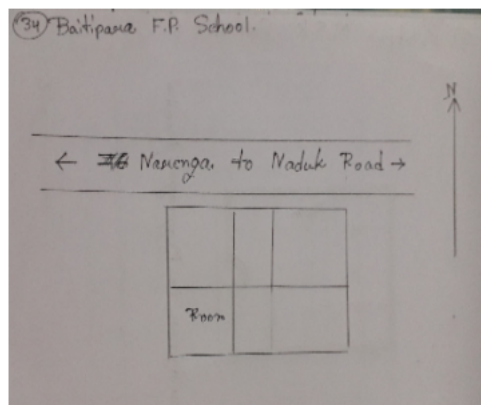 34 Baitipara F.P. School.
N
← Narenga to Naduk Road →
Room